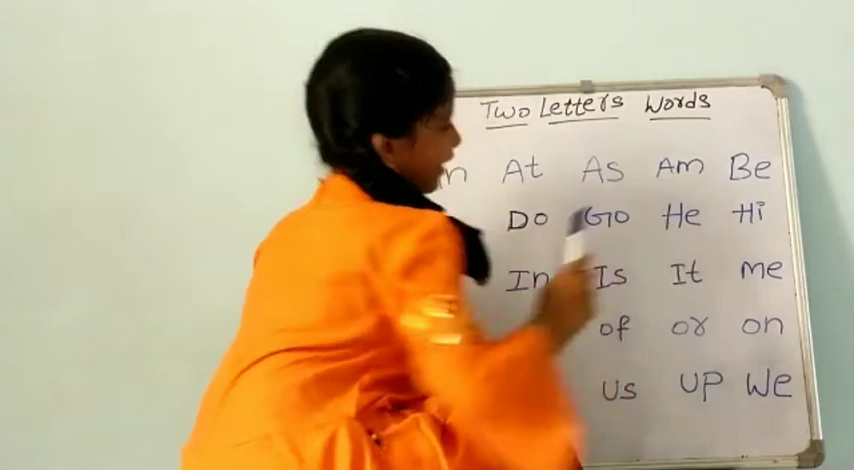 Two Letters Words
At As Am Be
Do Go He Hi
In Is It me
of or on
us UP We